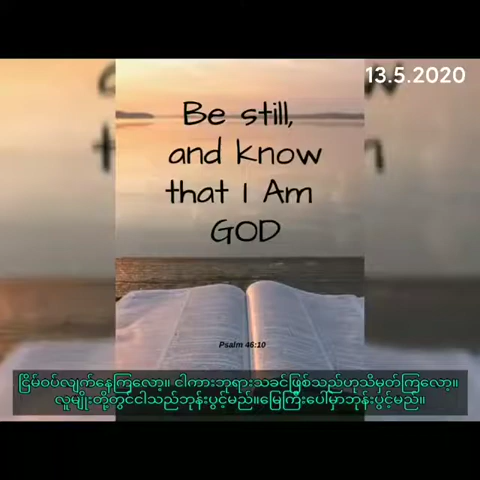 13.5.2020
Be still,
and know
that I Am
GOD
Psalm 46:10
ငြိမ်ဝပ်လျက်နေကြလော့။ ငါကားဘုရားသခင်ဖြစ်သည်ဟုသိမှတ်ကြလော့။
လူမျိုးတို့တွင်ငါသည်ဘုန်းပွင့်မည်။မြေကြီးပေါ်မှာဘုန်းပွင့်မည်။